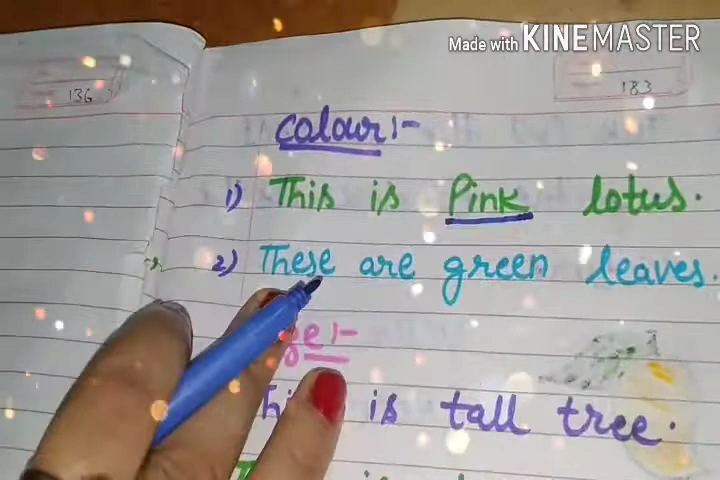 Made with KINEMASTER
136
183
Colour:-
1) This is Pink lotus.
2) These are green leaves.
is tall tree.